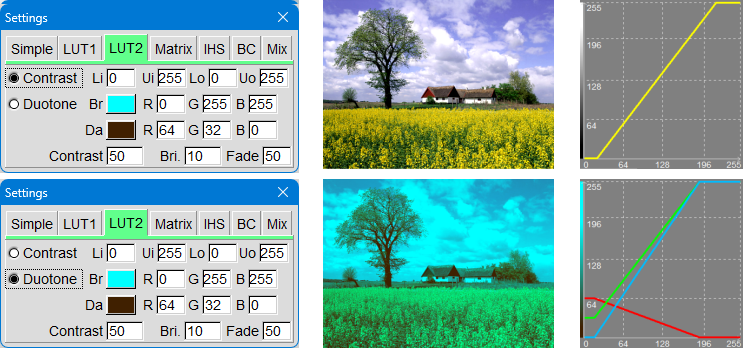 Settings
Simple LUT1 LUT2 Matrix IHS BC Mix
Contrast Li 0 Ui 255 Lo 0 Uo 255
Duotone Br R 0 G 255 B 255
Da R 64 G 32 B 0
Contrast 50 Bri. 10 Fade 50
255
196
128
64
0 64 128 196 255
Settings
Simple LUT1 LUT2 Matrix IHS BC Mix
Contrast Li 0 Ui 255 Lo 0 Uo 255
Duotone Br R 0 G 255 B 255
Da R 64 G 32 B 0
Contrast 50 Bri. 10 Fade 50
255
196
128
64
0 64 128 196 255